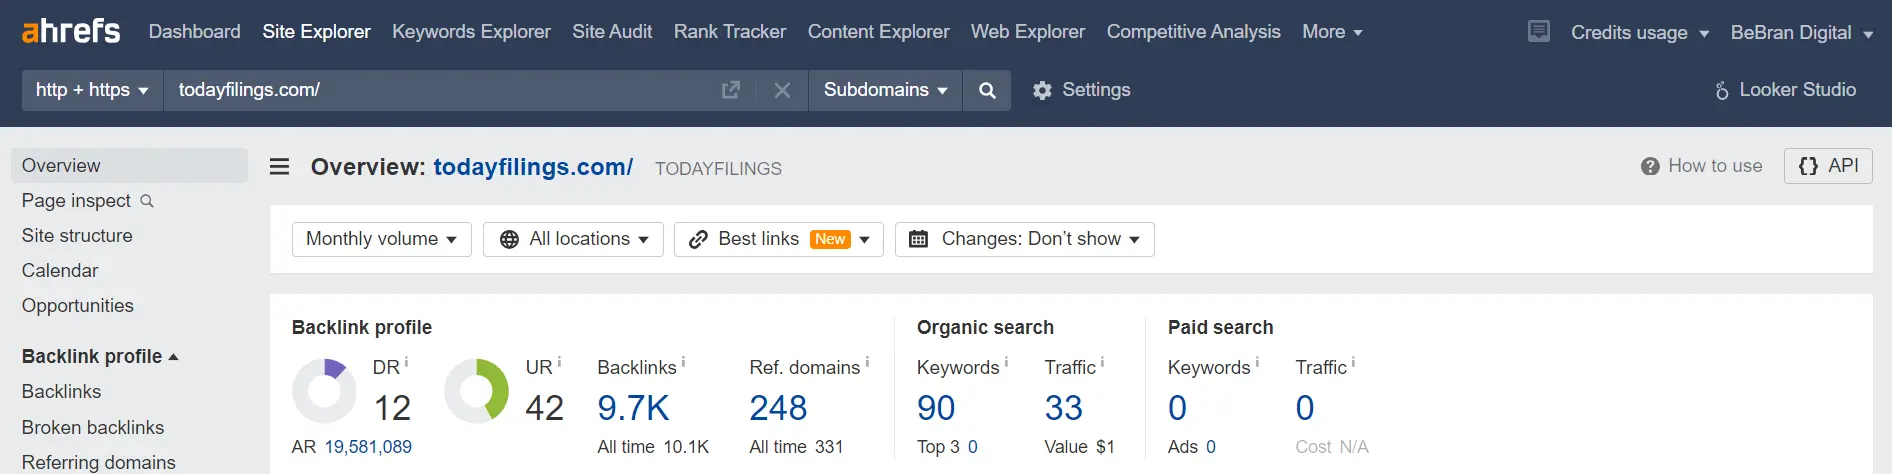 ahrefs Dashboard Site Explorer Keywords Explorer Site Audit Rank Tracker Content Explorer Web Explorer Competitive Analysis More Credits usage BeBran Digital
http + https todayfilings.com/ Subdomains Settings Looker Studio
Overview
Page inspect
Site structure
Calendar
Opportunities
Backlink profile
Backlinks
Broken backlinks
Referring domains
Overview: todayfilings.com/ TODAYFILINGS How to use {} API
Monthly volume All locations Best links New Changes: Don't show
Backlink profile
DR i UR i Backlinks i Ref. domains i
12 42 9.7K 248
AR 19,581,089 All time 10.1K All time 331
Organic search
Keywords i Traffic i
90 33
Top 3 0 Value $1
Paid search
Keywords i Traffic i
0 0
Ads 0 Cost N/A